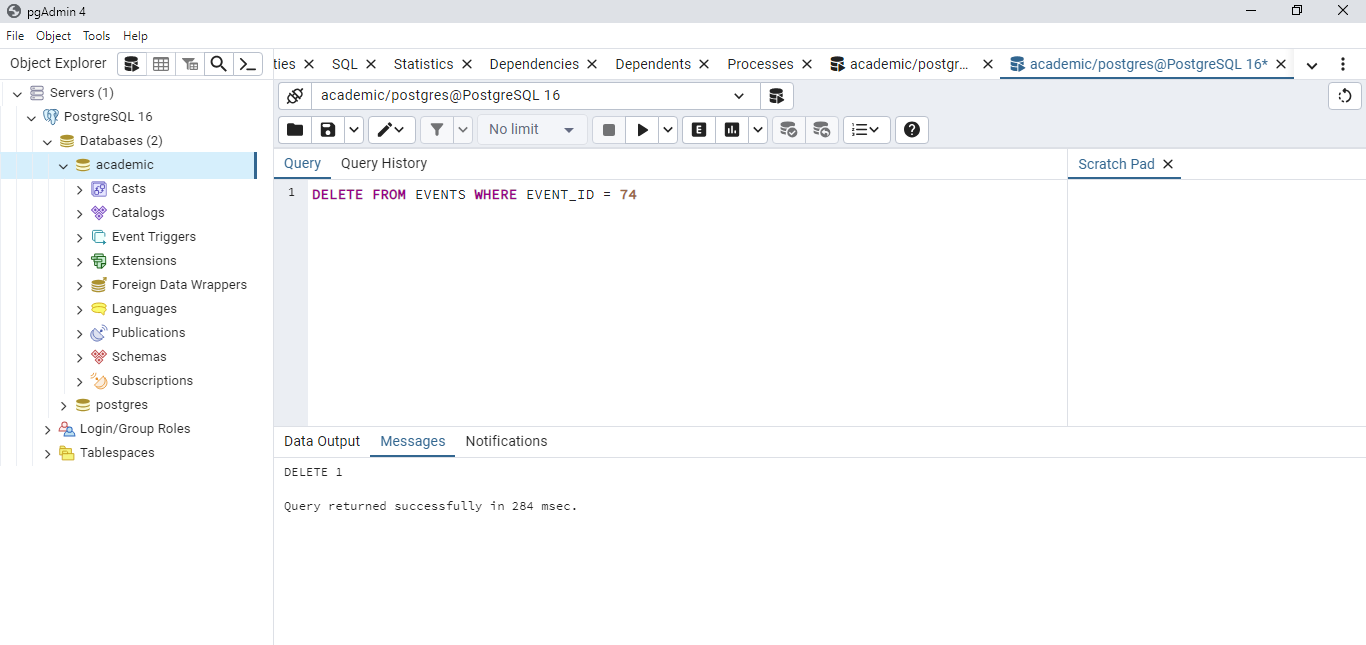 pgAdmin 4
File Object Tools Help
Object Explorer
ties SQL Statistics Dependencies Dependents Processes academic/postgr... academic/postgres@PostgreSQL 16*
Servers (1)
PostgreSQL 16
Databases (2)
academic
Casts
Catalogs
Event Triggers
Extensions
Foreign Data Wrappers
Languages
Publications
Schemas
Subscriptions
postgres
Login/Group Roles
Tablespaces
academic/postgres@PostgreSQL 16
No limit
E
Query Query History
Scratch Pad
1 DELETE FROM EVENTS WHERE EVENT_ID = 74
Data Output Messages Notifications
DELETE 1
Query returned successfully in 284 msec.